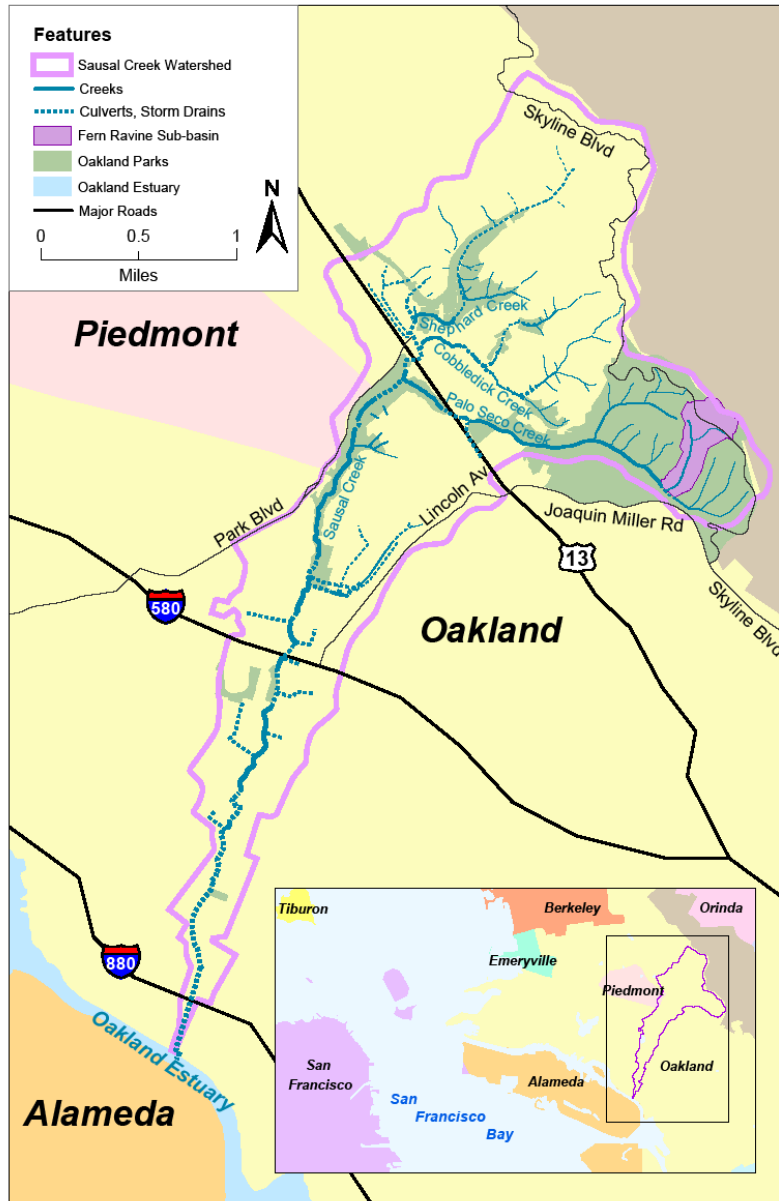 Features
Sausal Creek Watershed
Creeks
Culverts, Storm Drains
Fern Ravine Sub-basin
Oakland Parks
Oakland Estuary
Major Roads
N
0 0.5 1
Miles
Skyline Blvd
Piedmont
Shephard Creek
Cobbledick Creek
Palo Seco Creek
Sausal Creek
Park Blvd
Lincoln Av
Joaquin Miller Rd
13
Skyline Blvd
580
Oakland
880
Oakland Estuary
Alameda
Tiburon
Berkeley
Orinda
Emeryville
Piedmont
San
Francisco
Alameda
Oakland
San
Francisco
Bay